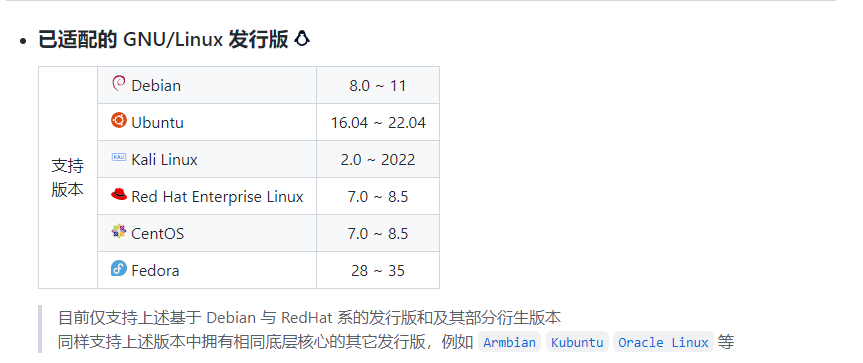 已适配的 GNU/Linux 发行版
支持
版本
Debian 8.0 ~ 11
Ubuntu 16.04 ~ 22.04
Kali Linux 2.0 ~ 2022
Red Hat Enterprise Linux 7.0 ~ 8.5
CentOS 7.0 ~ 8.5
Fedora 28 ~ 35
目前仅支持上述基于 Debian 与 RedHat 系的发行版和及其部分衍生版本
同样支持上述版本中拥有相同底层核心的其它发行版，例如 Armbian Kubuntu Oracle Linux 等